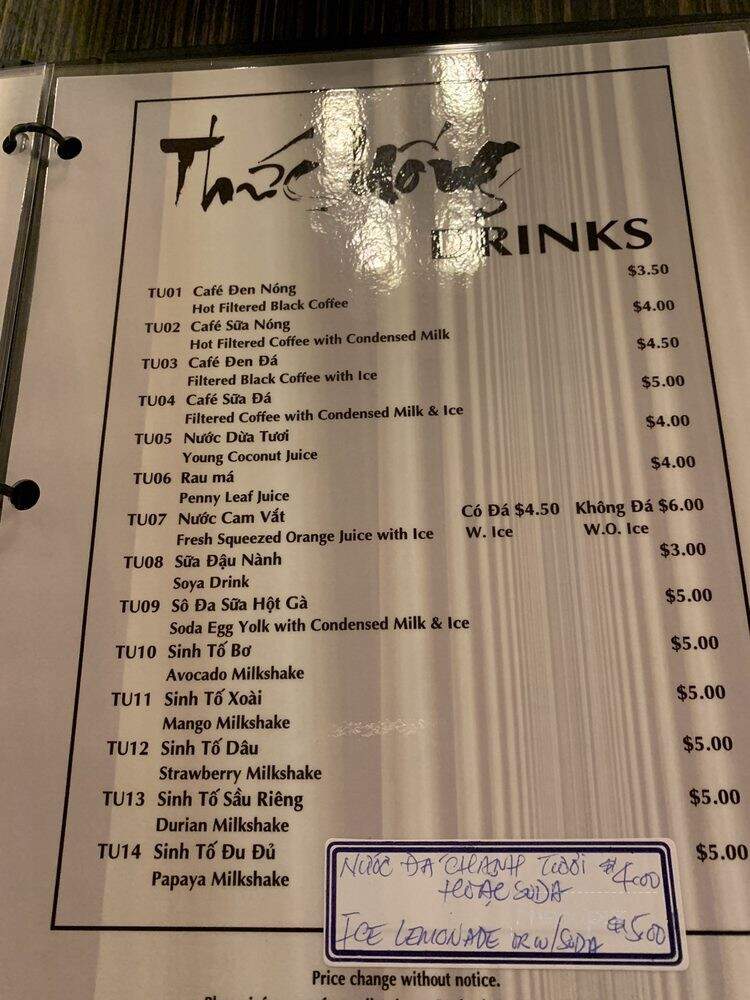 Thức Uống
DRINKS
TU01 Café Đen Nóng $3.50
Hot Filtered Black Coffee
TU02 Café Sữa Nóng $4.00
Hot Filtered Coffee with Condensed Milk
TU03 Café Đen Đá $4.50
Filtered Black Coffee with Ice
TU04 Café Sữa Đá $5.00
Filtered Coffee with Condensed Milk & Ice
TU05 Nước Dừa Tươi $4.00
Young Coconut Juice
TU06 Rau má $4.00
Penny Leaf Juice
TU07 Nước Cam Vắt Có Đá $4.50 Không Đá $6.00
Fresh Squeezed Orange Juice with Ice W. Ice W.O. Ice
TU08 Sữa Đậu Nành $3.00
Soya Drink
TU09 Sô Đa Sữa Hột Gà $5.00
Soda Egg Yolk with Condensed Milk & Ice
TU10 Sinh Tố Bơ $5.00
Avocado Milkshake
TU11 Sinh Tố Xoài $5.00
Mango Milkshake
TU12 Sinh Tố Dâu $5.00
Strawberry Milkshake
TU13 Sinh Tố Sầu Riêng $5.00
Durian Milkshake
TU14 Sinh Tố Đu Đủ $5.00
Papaya Milkshake
NƯỚC ĐA CHANH TƯƠI $4.00
HOẶC SODA
ICE LEMONADE OR W/SODA $5.00
Price change without notice.